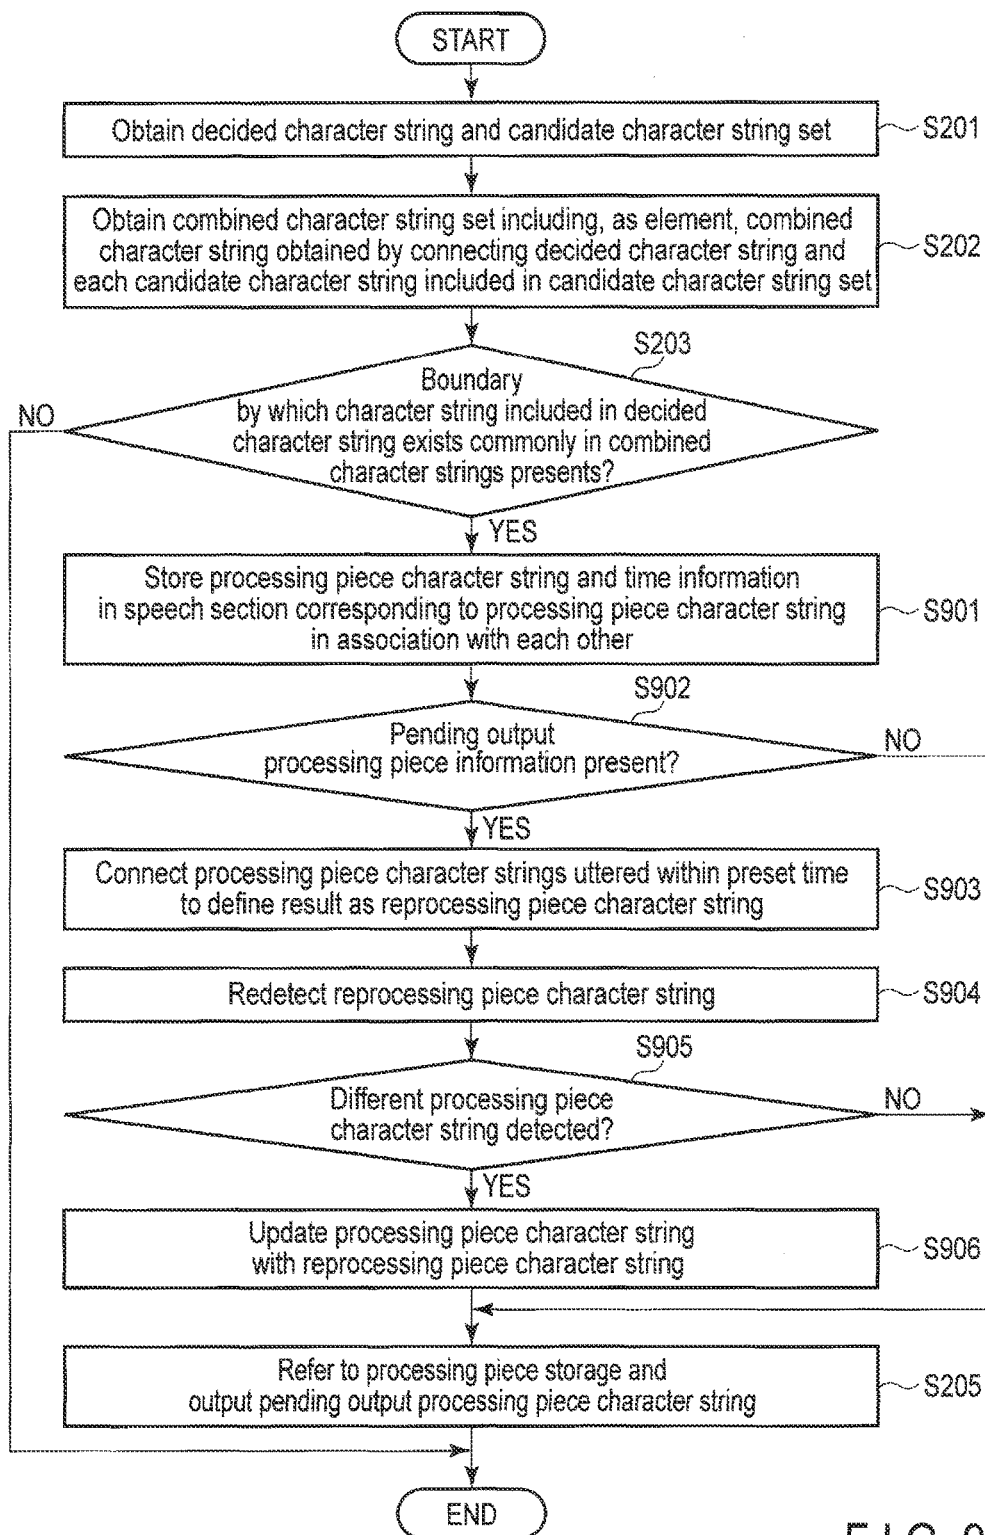 START
Obtain decided character string and candidate character string set
S201
Obtain combined character string set including, as element, combined
character string obtained by connecting decided character string and
each candidate character string included in candidate character string set
S202
S203
Boundary
by which character string included in decided
character string exists commonly in combined
character strings presents?
NO
YES
Store processing piece character string and time information
in speech section corresponding to processing piece character string
in association with each other
S901
S902
Pending output
processing piece information present?
NO
YES
Connect processing piece character strings uttered within preset time
to define result as reprocessing piece character string
S903
Redetect reprocessing piece character string
S904
S905
Different processing piece
character string detected?
NO
YES
Update processing piece character string
with reprocessing piece character string
S906
Refer to processing piece storage and
output pending output processing piece character string
S205
END